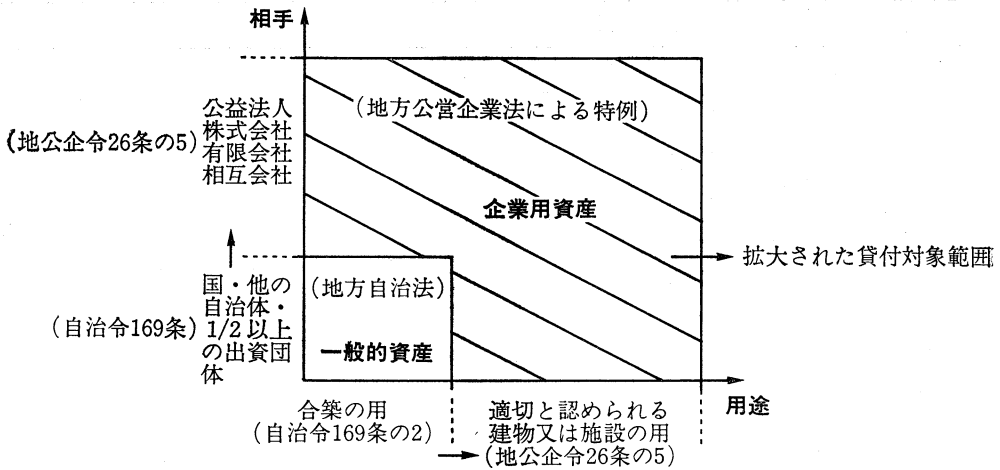 相手
公益法人
株式会社
有限会社
相互会社
(地公企令26条の5)
(地方公営企業法による特例)
企業用資産
拡大された貸付対象範囲
国・他の
自治体・
1/2以上
の出資団
体
(自治令169条)
(地方自治法)
一般的資産
用途
合築の用
(自治令169条の2)
適切と認められる
建物又は施設の用
(地公企令26条の5)